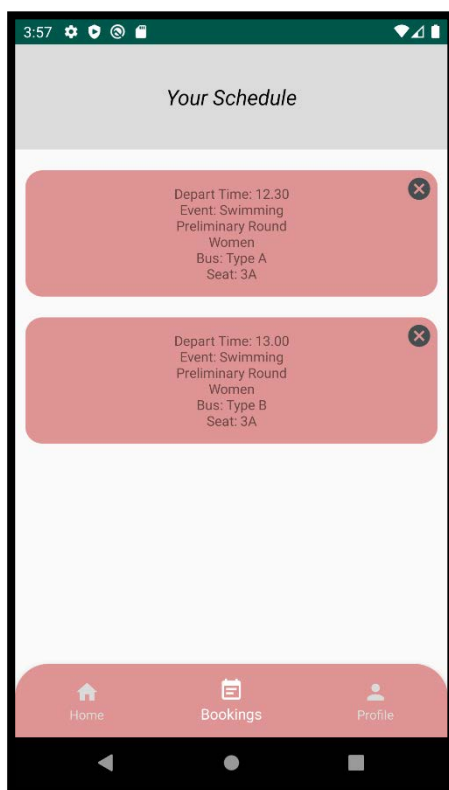 3:57
Your Schedule
Depart Time: 12.30
Event: Swimming
Preliminary Round
Women
Bus: Type A
Seat: 3A
Depart Time: 13.00
Event: Swimming
Preliminary Round
Women
Bus: Type B
Seat: 3A
Home
Bookings
Profile